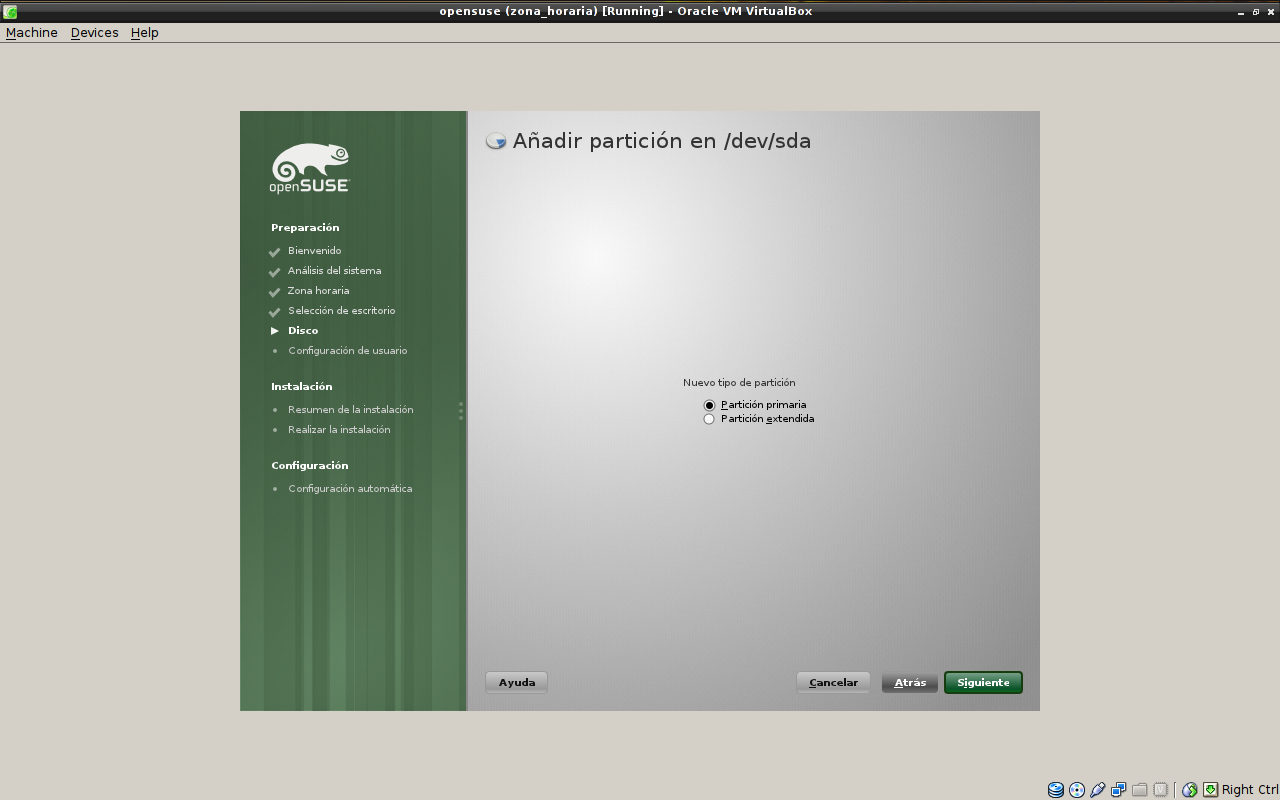 opensuse (zona_horaria) [Running] - Oracle VM VirtualBox
Machine Devices Help
openSUSE
Preparación
Bienvenido
Análisis del sistema
Zona horaria
Selección de escritorio
Disco
Configuración de usuario
Instalación
Resumen de la instalación
Realizar la instalación
Configuración
Configuración automática
Añadir partición en /dev/sda
Nuevo tipo de partición
Partición primaria
Partición extendida
Ayuda Cancelar Atrás Siguiente
Right Ctrl